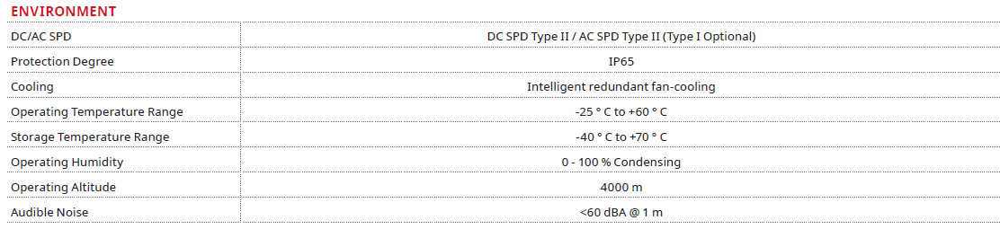 ENVIRONMENT
DC/AC SPD DC SPD Type II / AC SPD Type II (Type I Optional)
Protection Degree IP65
Cooling Intelligent redundant fan-cooling
Operating Temperature Range -25 ° C to +60 ° C
Storage Temperature Range -40 ° C to +70 ° C
Operating Humidity 0 - 100 % Condensing
Operating Altitude 4000 m
Audible Noise <60 dBA @ 1 m